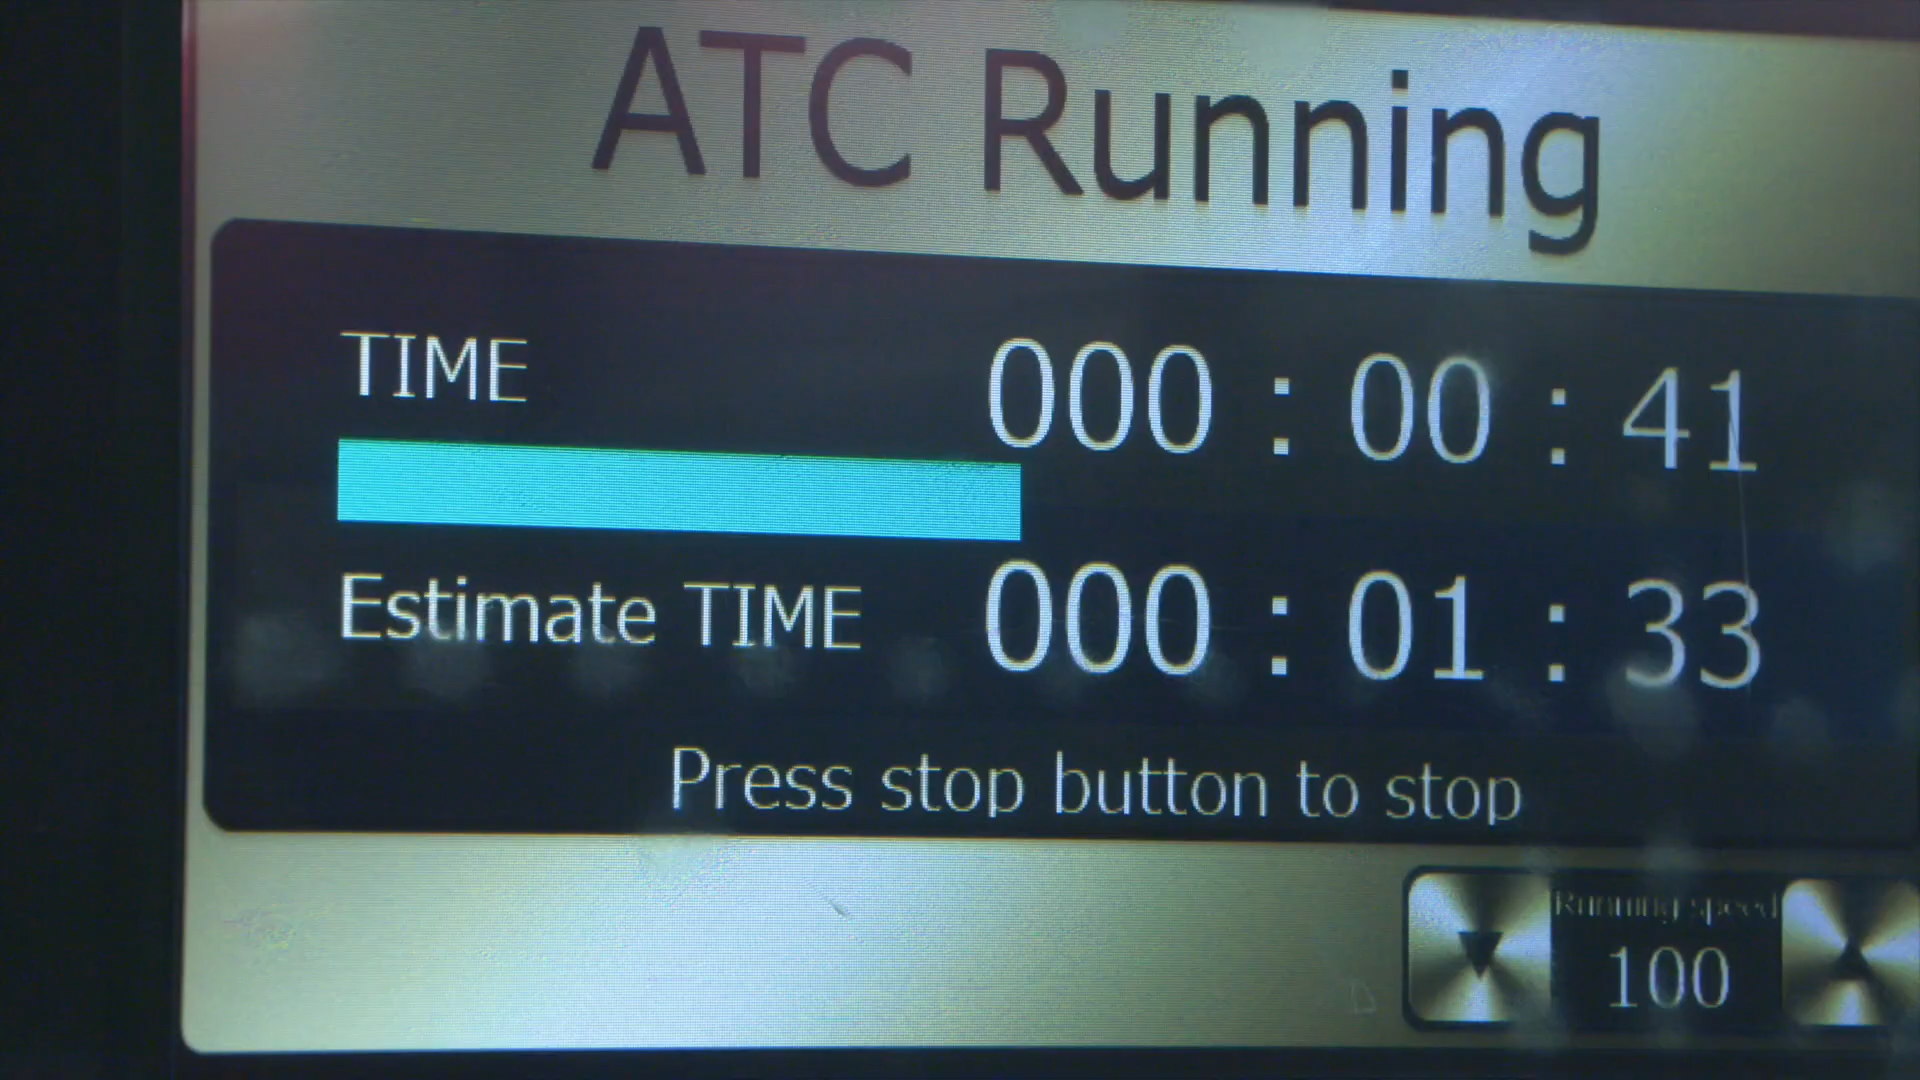 ATC Running
TIME 000 : 00 : 41
Estimate TIME 000 : 01 : 33
Press stop button to stop
Running speed
100